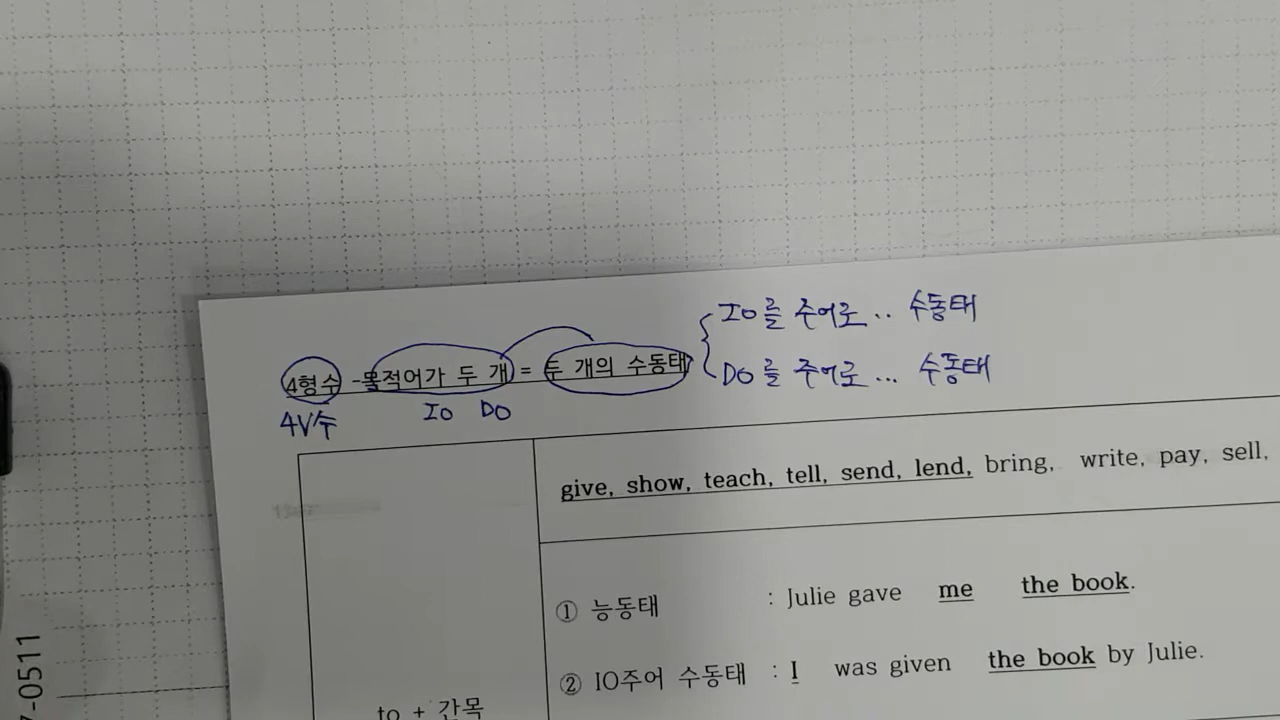 IO를 주어로.. 수동태
4형수 -목적어가 두 개 = 두 개의 수동태
DO를 주어로... 수동태
4V수 IO DO
give, show, teach, tell, send, lend, bring, write, pay, sell,
① 능동태 : Julie gave me the book.
② IO주어 수동태 : I was given the book by Julie.
to + 간목
7-0511